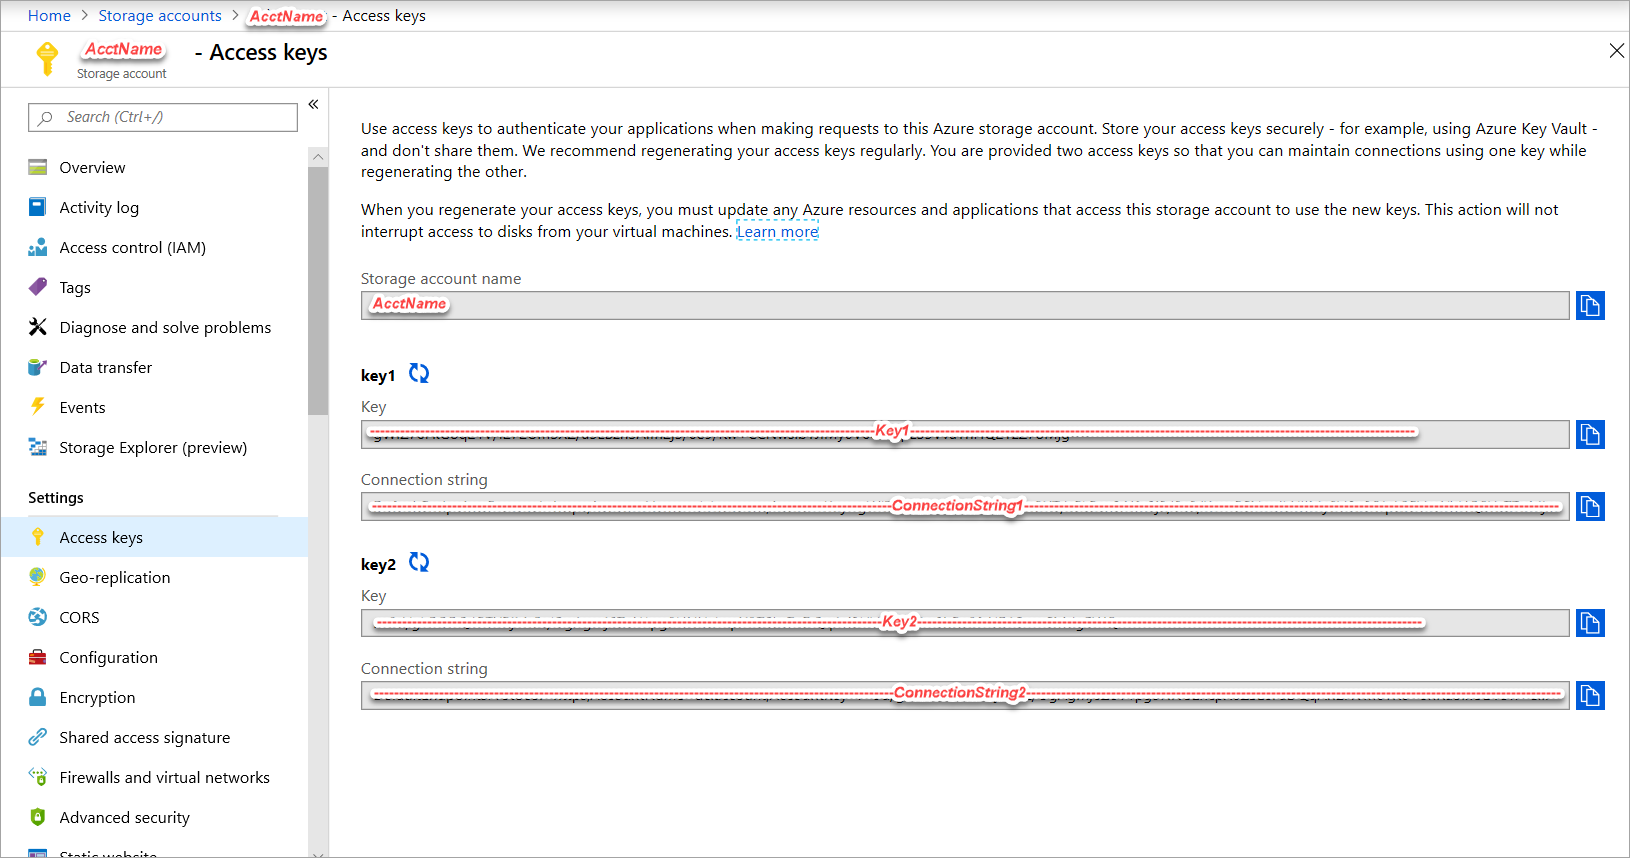 Home > Storage accounts > AcctName - Access keys
AcctName - Access keys
Storage account
Search (Ctrl+/)
«
Overview
Activity log
Access control (IAM)
Tags
Diagnose and solve problems
Data transfer
Events
Storage Explorer (preview)
Settings
Access keys
Geo-replication
CORS
Configuration
Encryption
Shared access signature
Firewalls and virtual networks
Advanced security
Static website
Use access keys to authenticate your applications when making requests to this Azure storage account. Store your access keys securely - for example, using Azure Key Vault -
and don't share them. We recommend regenerating your access keys regularly. You are provided two access keys so that you can maintain connections using one key while
regenerating the other.
When you regenerate your access keys, you must update any Azure resources and applications that access this storage account to use the new keys. This action will not
interrupt access to disks from your virtual machines. Learn more
Storage account name
AcctName
key1
Key
Key1
Connection string
ConnectionString1
key2
Key
Key2
Connection string
ConnectionString2